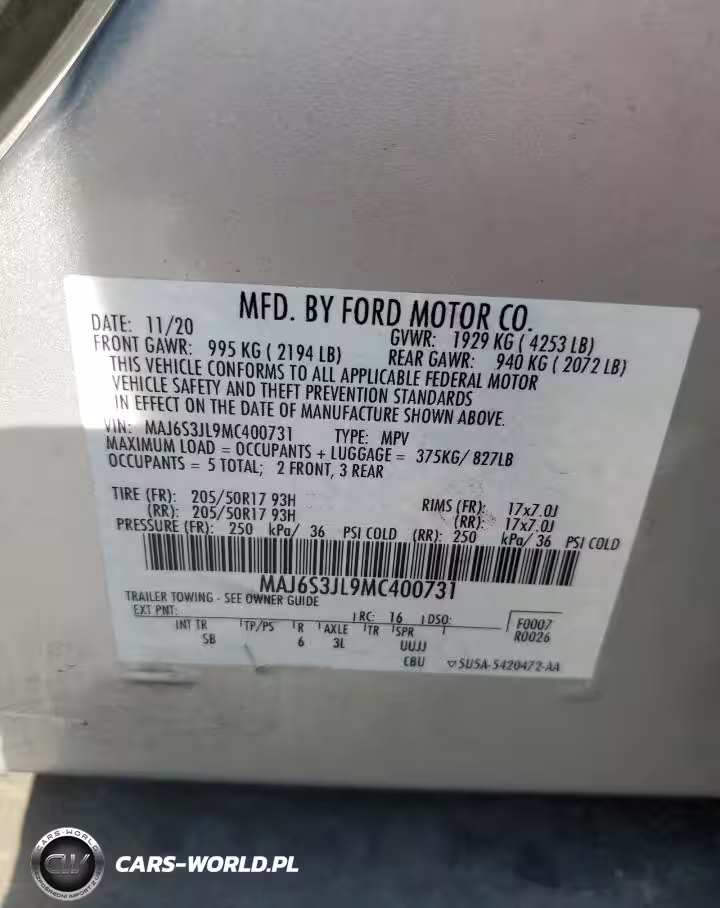 MFD. BY FORD MOTOR CO.
DATE: 11/20 GVWR: 1929 KG ( 4253 LB)
FRONT GAWR: 995 KG ( 2194 LB) REAR GAWR: 940 KG ( 2072 LB)
THIS VEHICLE CONFORMS TO ALL APPLICABLE FEDERAL MOTOR
VEHICLE SAFETY AND THEFT PREVENTION STANDARDS
IN EFFECT ON THE DATE OF MANUFACTURE SHOWN ABOVE.
VIN: MAJ6S3JL9MC400731 TYPE: MPV
MAXIMUM LOAD = OCCUPANTS + LUGGAGE = 375KG/ 827LB
OCCUPANTS = 5 TOTAL; 2 FRONT, 3 REAR
TIRE (FR): 205/50R17 93H RIMS (FR): 17x7.0J
(RR): 205/50R17 93H (RR): 17x7.0J
PRESSURE (FR): 250 kPa/ 36 PSI COLD (RR): 250 kPa/ 36 PSI COLD
MAJ6S3JL9MC400731
TRAILER TOWING - SEE OWNER GUIDE
EXT PNT: RC: 16 DSO: F0007
INT TR TP/PS R AXLE TR SPR R0026
SB 6 3L UUJJ
CBU SU5A-5420472-AA
CARS-WORLD
CW
CARS-WORLD.PL